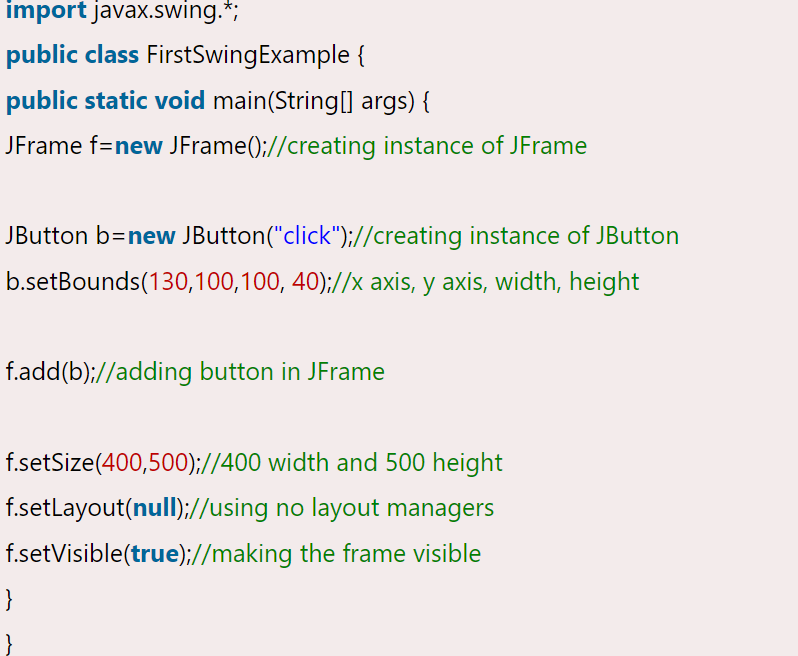 import javax.swing.*;
public class FirstSwingExample {
public static void main(String[] args) {
JFrame f=new JFrame();//creating instance of JFrame
JButton b=new JButton("click");//creating instance of JButton
b.setBounds(130,100,100, 40);//x axis, y axis, width, height
f.add(b);//adding button in JFrame
f.setSize(400,500);//400 width and 500 height
f.setLayout(null);//using no layout managers
f.setVisible(true);//making the frame visible
}
}